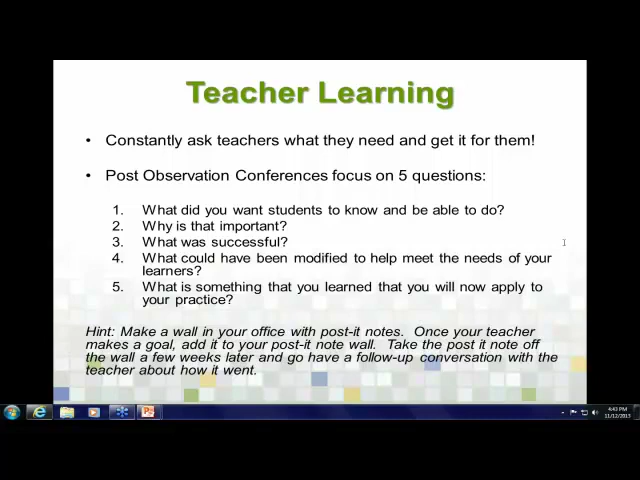 Teacher Learning
• Constantly ask teachers what they need and get it for them!
• Post Observation Conferences focus on 5 questions:
1. What did you want students to know and be able to do?
2. Why is that important?
3. What was successful?
4. What could have been modified to help meet the needs of your
learners?
5. What is something that you learned that you will now apply to
your practice?
Hint: Make a wall in your office with post-it notes. Once your teacher
makes a goal, add it to your post-it note wall. Take the post it note off
the wall a few weeks later and go have a follow-up conversation with the
teacher about how it went.
4:43 PM
11/12/2013